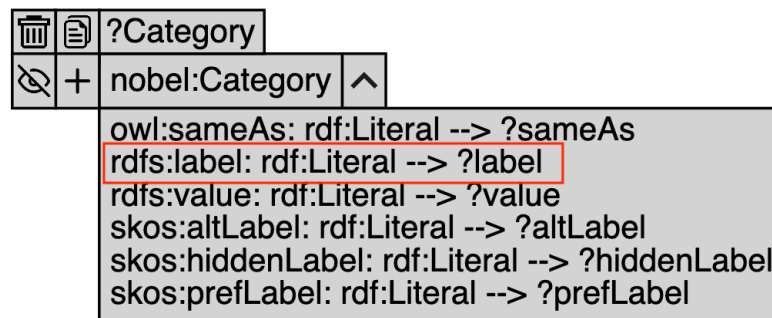 ?Category
nobel:Category
owl:sameAs: rdf:Literal --> ?sameAs
rdfs:label: rdf:Literal --> ?label
rdfs:value: rdf:Literal --> ?value
skos:altLabel: rdf:Literal --> ?altLabel
skos:hiddenLabel: rdf:Literal --> ?hiddenLabel
skos:prefLabel: rdf:Literal --> ?prefLabel